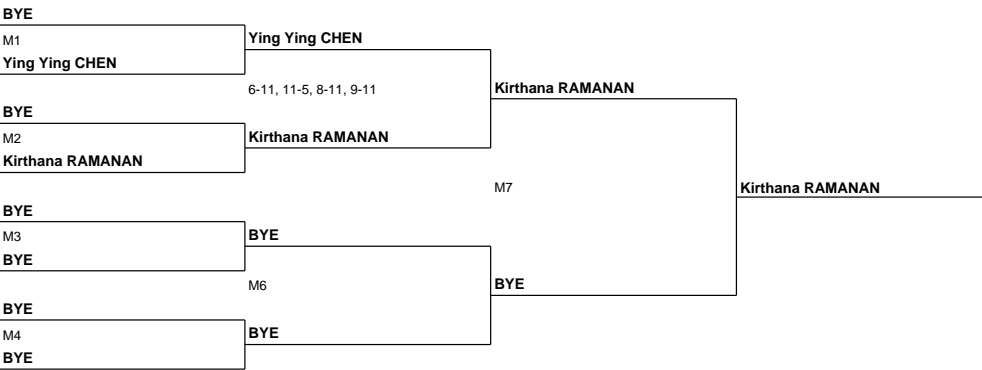 BYE
M1
Ying Ying CHEN
Ying Ying CHEN
6-11, 11-5, 8-11, 9-11
Kirthana RAMANAN
BYE
M2
Kirthana RAMANAN
Kirthana RAMANAN
M7
Kirthana RAMANAN
BYE
M3
BYE
BYE
M6
BYE
BYE
M4
BYE
BYE